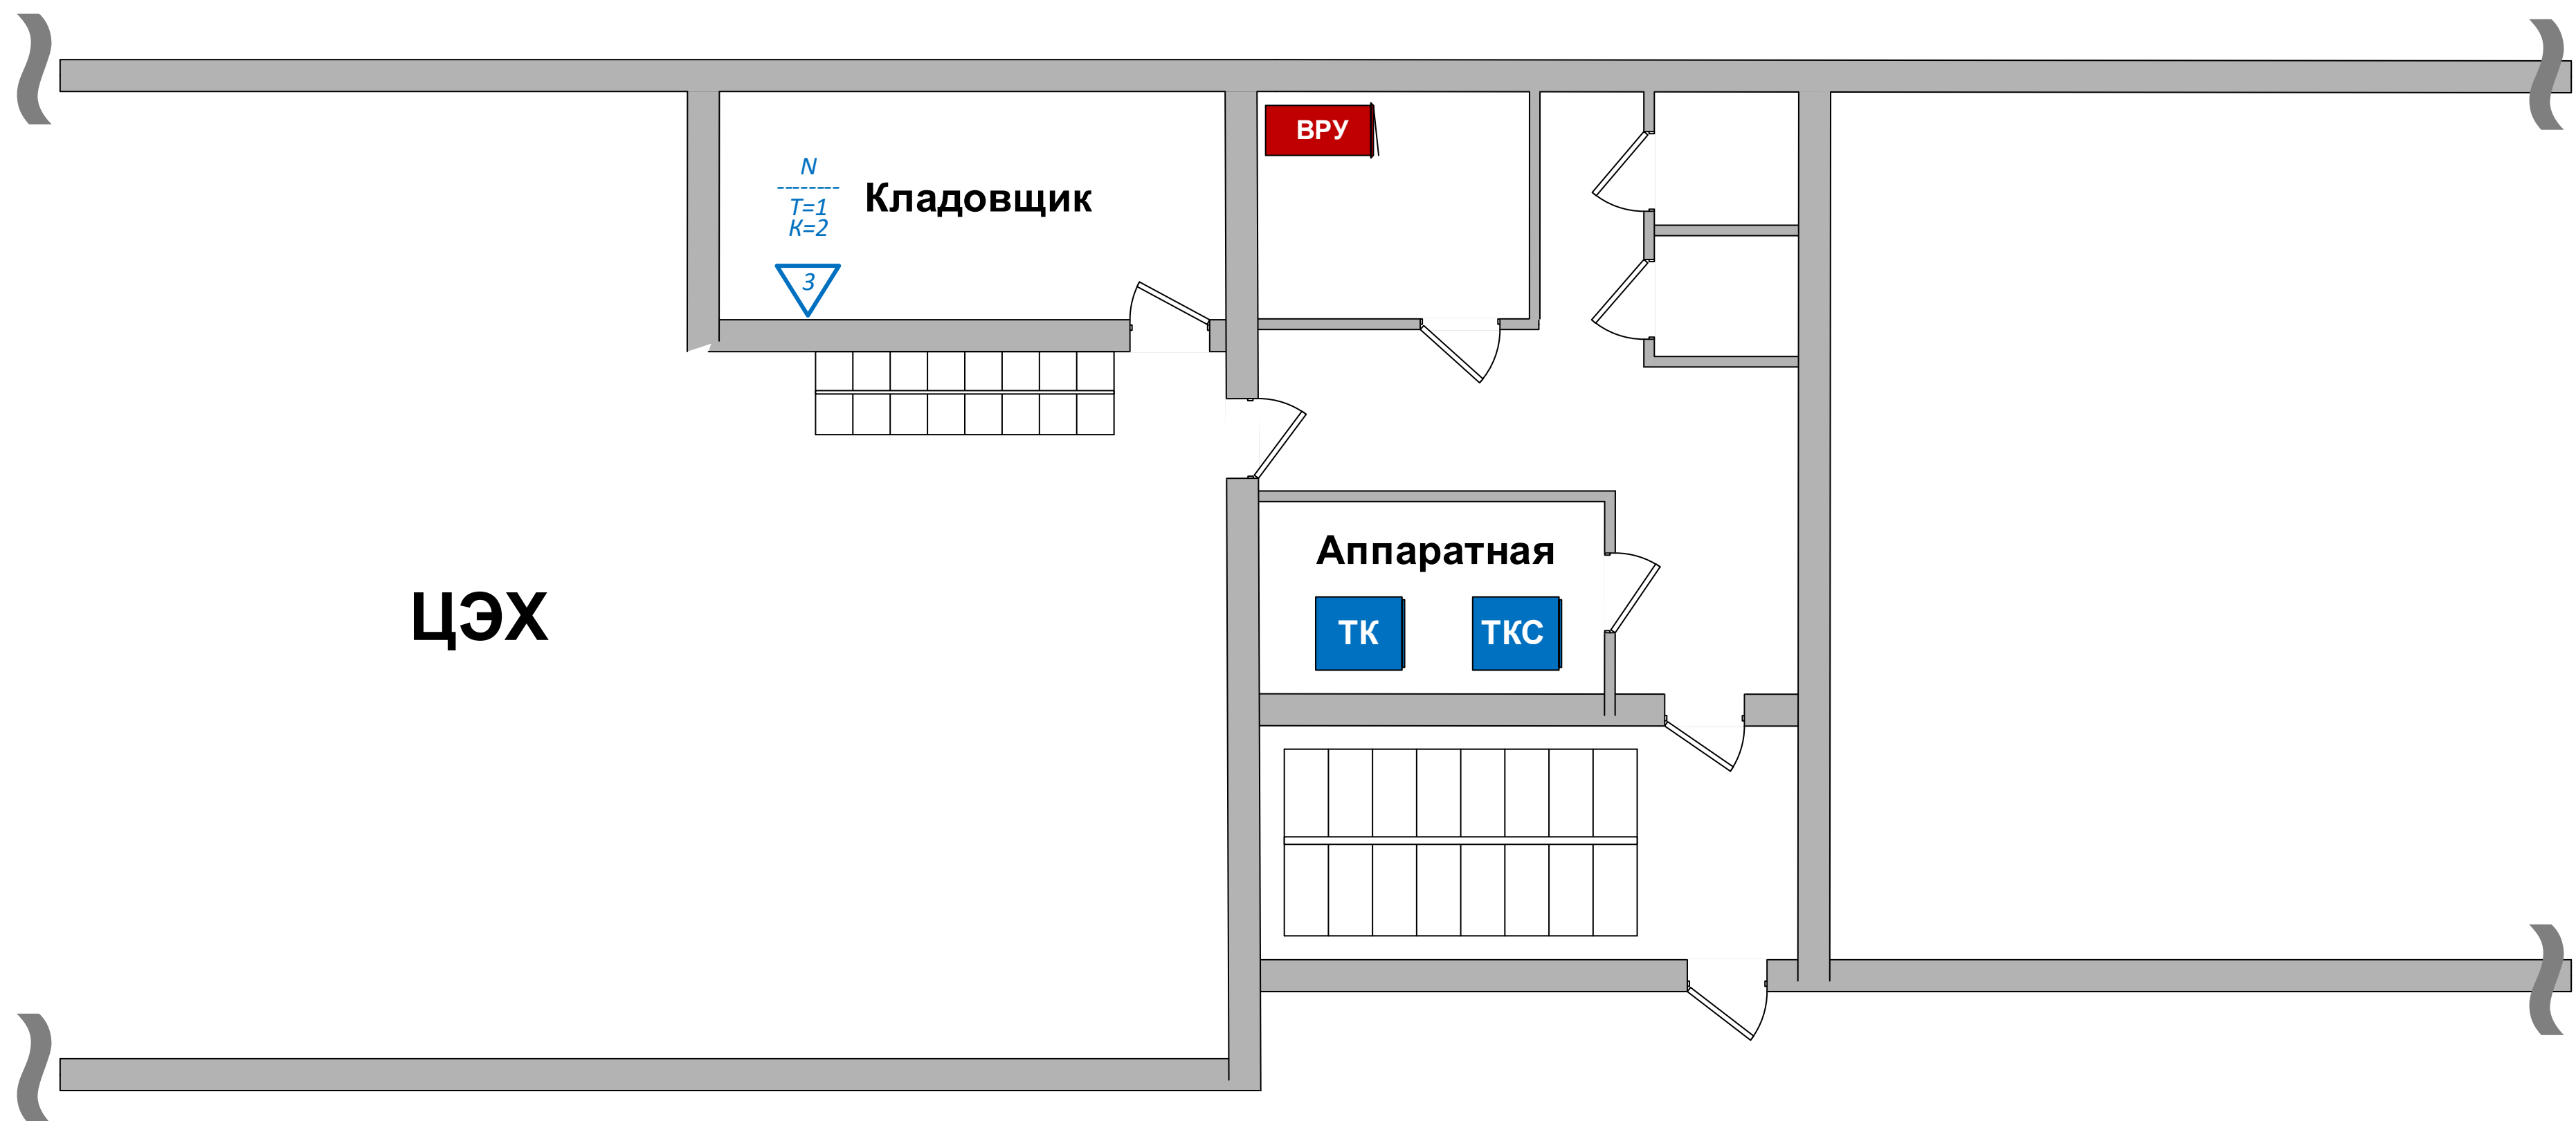 ВРУ
N
--------
Т=1
К=2
Кладовщик
3
Аппаратная
ЦЭХ
ТК
ТКС